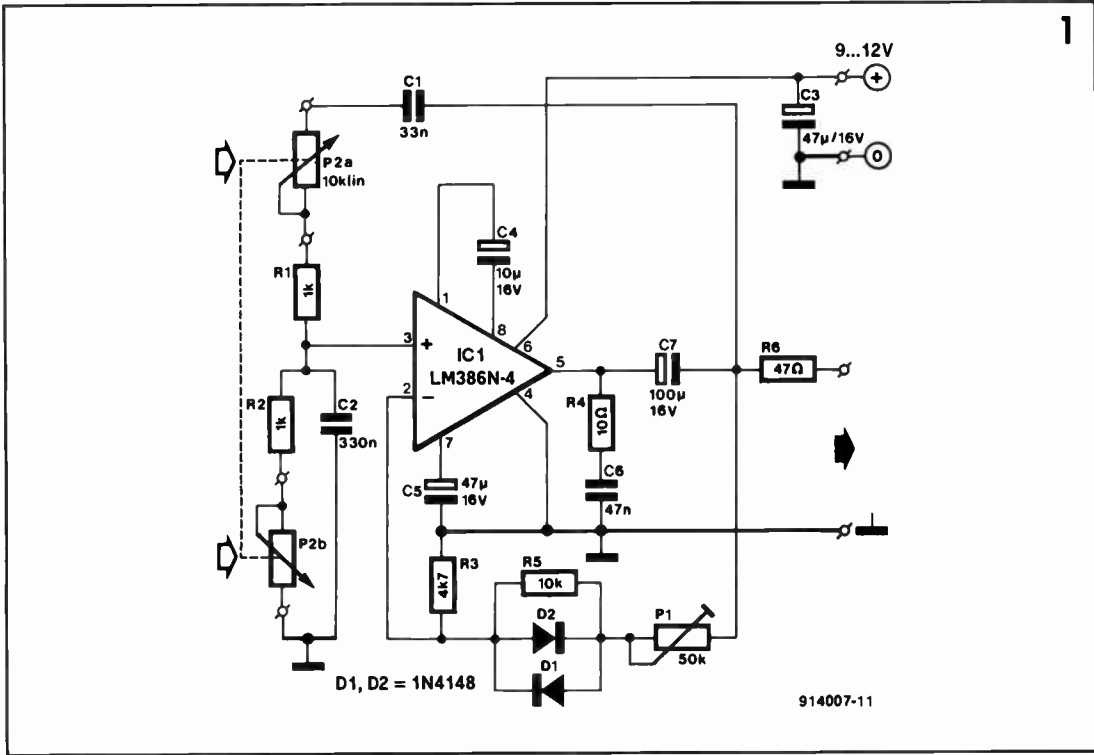 1
9...12V
+
C1
33n
C3
47µ/16V
0
P2a
10klin
C4
10µ
16V
R1
1k
1
8
6
3
+
IC1
LM386N-4
5
C7
100µ
16V
R6
47Ω
2
−
4
R4
10Ω
R2
1k
C2
330n
7
C5
47µ
16V
C6
47n
P2b
R3
4k7
R5
10k
D2
P1
50k
D1
D1, D2 = 1N4148
914007-11